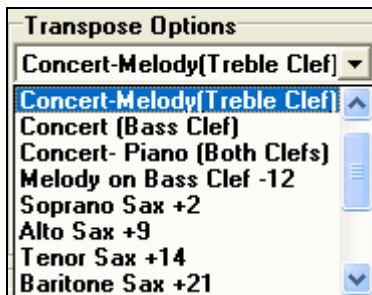 Transpose Options
Concert-Melody(Treble Clef)
Concert-Melody(Treble Clef)
Concert (Bass Clef)
Concert- Piano (Both Clefs)
Melody on Bass Clef -12
Soprano Sax +2
Alto Sax +9
Tenor Sax +14
Baritone Sax +21